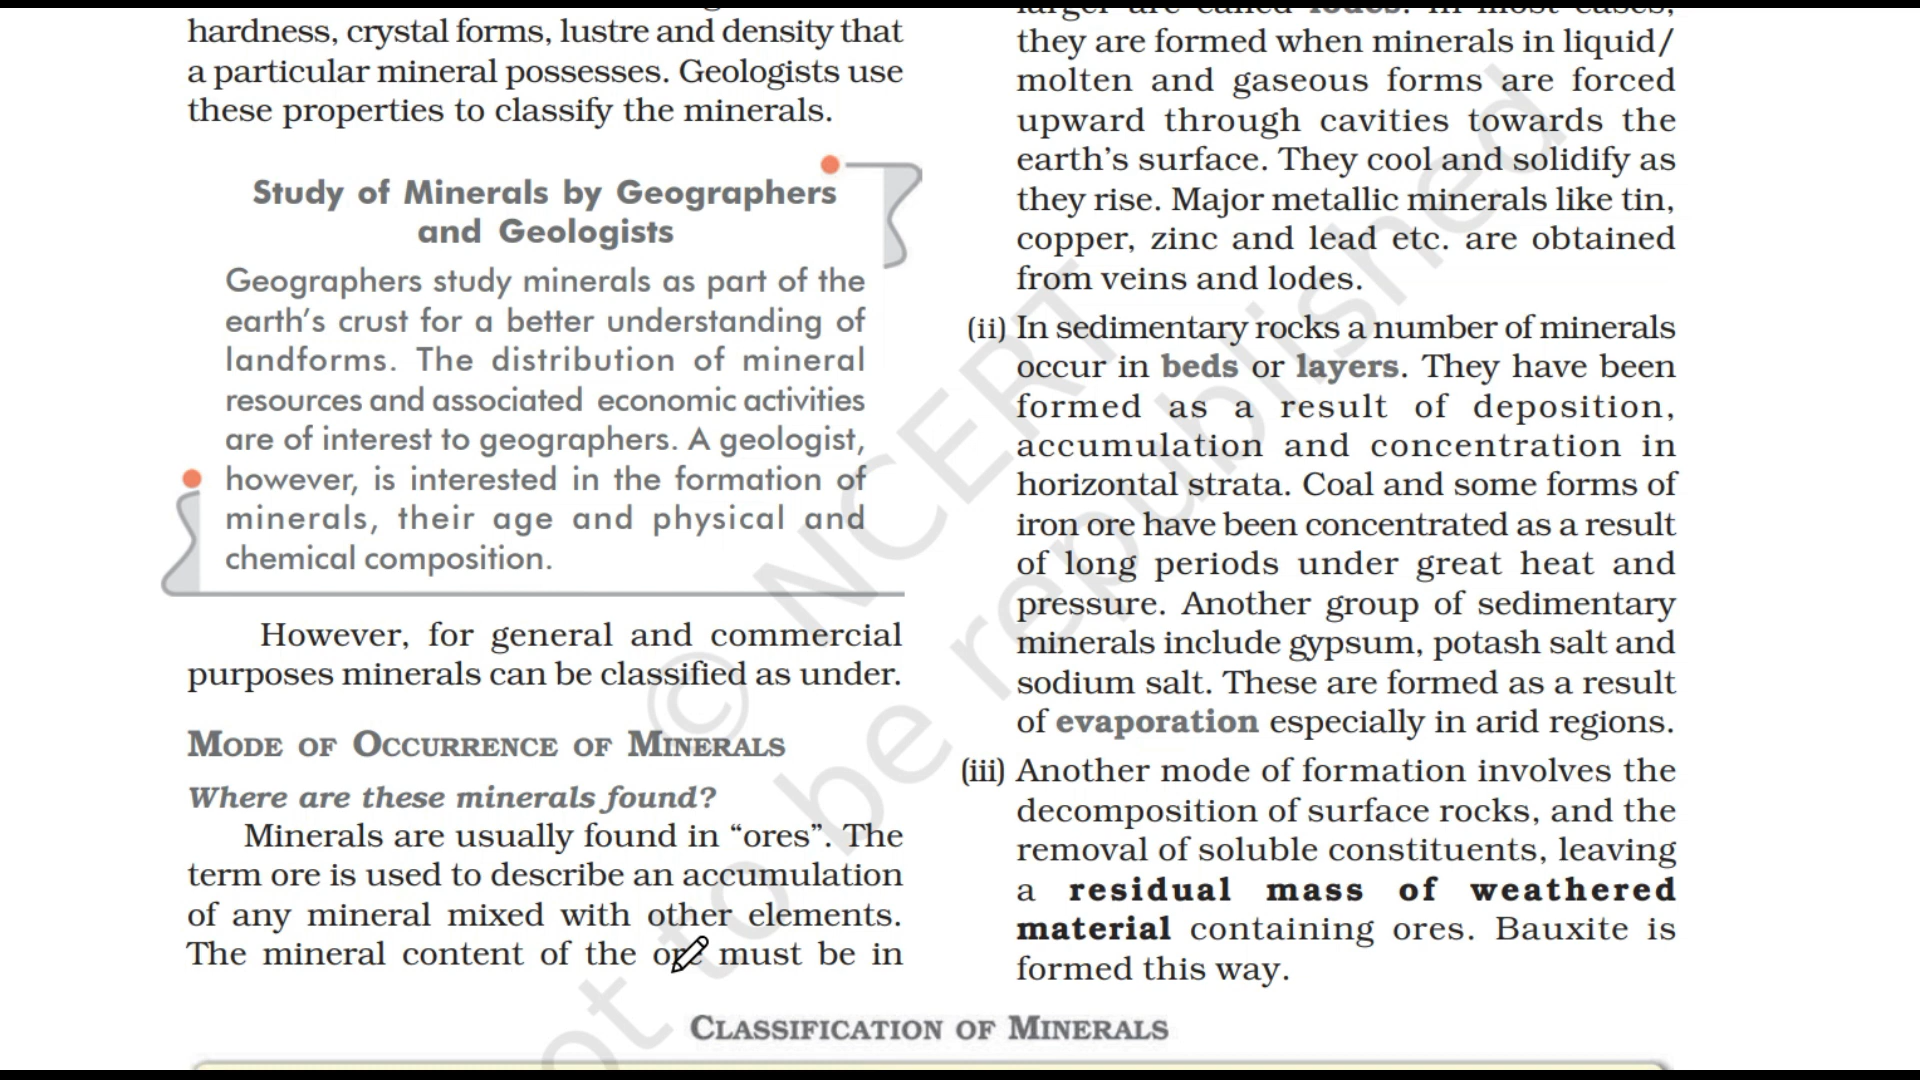 hardness, crystal forms, lustre and density that
a particular mineral possesses. Geologists use
these properties to classify the minerals.
Study of Minerals by Geographers
and Geologists
Geographers study minerals as part of the
earth's crust for a better understanding of
landforms. The distribution of mineral
resources and associated economic activities
are of interest to geographers. A geologist,
however, is interested in the formation of
minerals, their age and physical and
chemical composition.
However, for general and commercial
purposes minerals can be classified as under.
MODE OF OCCURRENCE OF MINERALS
Where are these minerals found?
Minerals are usually found in “ores”. The
term ore is used to describe an accumulation
of any mineral mixed with other elements.
The mineral content of the ore must be in
larger are called lodes. In most cases,
they are formed when minerals in liquid/
molten and gaseous forms are forced
upward through cavities towards the
earth's surface. They cool and solidify as
they rise. Major metallic minerals like tin,
copper, zinc and lead etc. are obtained
from veins and lodes.
(ii) In sedimentary rocks a number of minerals
occur in beds or layers. They have been
formed as a result of deposition,
accumulation and concentration in
horizontal strata. Coal and some forms of
iron ore have been concentrated as a result
of long periods under great heat and
pressure. Another group of sedimentary
minerals include gypsum, potash salt and
sodium salt. These are formed as a result
of evaporation especially in arid regions.
(iii) Another mode of formation involves the
decomposition of surface rocks, and the
removal of soluble constituents, leaving
a residual mass of weathered
material containing ores. Bauxite is
formed this way.
CLASSIFICATION OF MINERALS
© NCERT
not to be republished